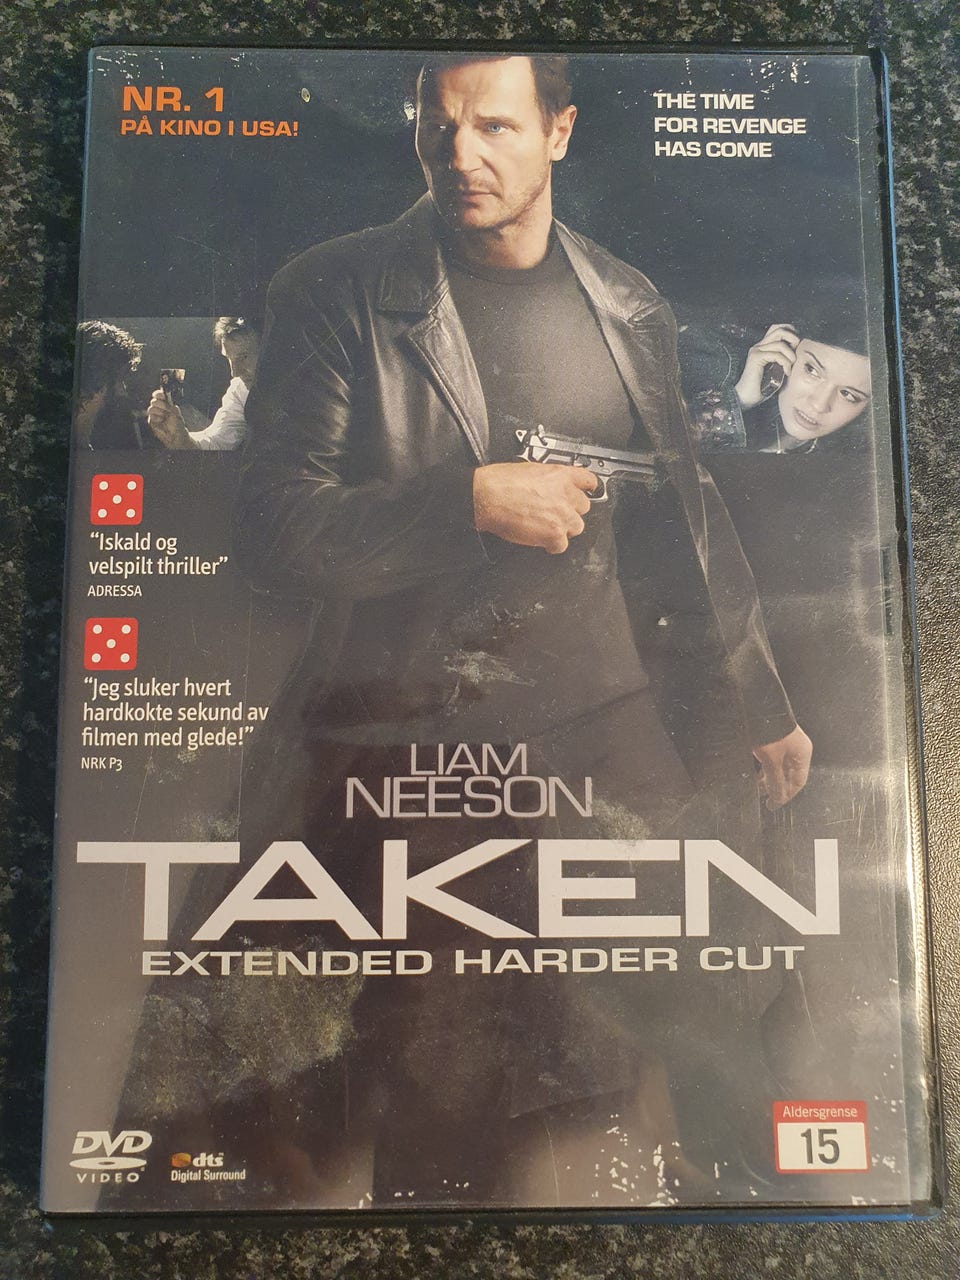 NR. 1
PÅ KINO I USA!
THE TIME
FOR REVENGE
HAS COME
“Iskald og
velspilt thriller”
ADRESSA
“Jeg sluker hvert
hardkokte sekund av
filmen med glede!”
NRK P3
LIAM
NEESON
TAKEN
EXTENDED HARDER CUT
DVD
VIDEO
dts
Digital Surround
Aldersgrense
15